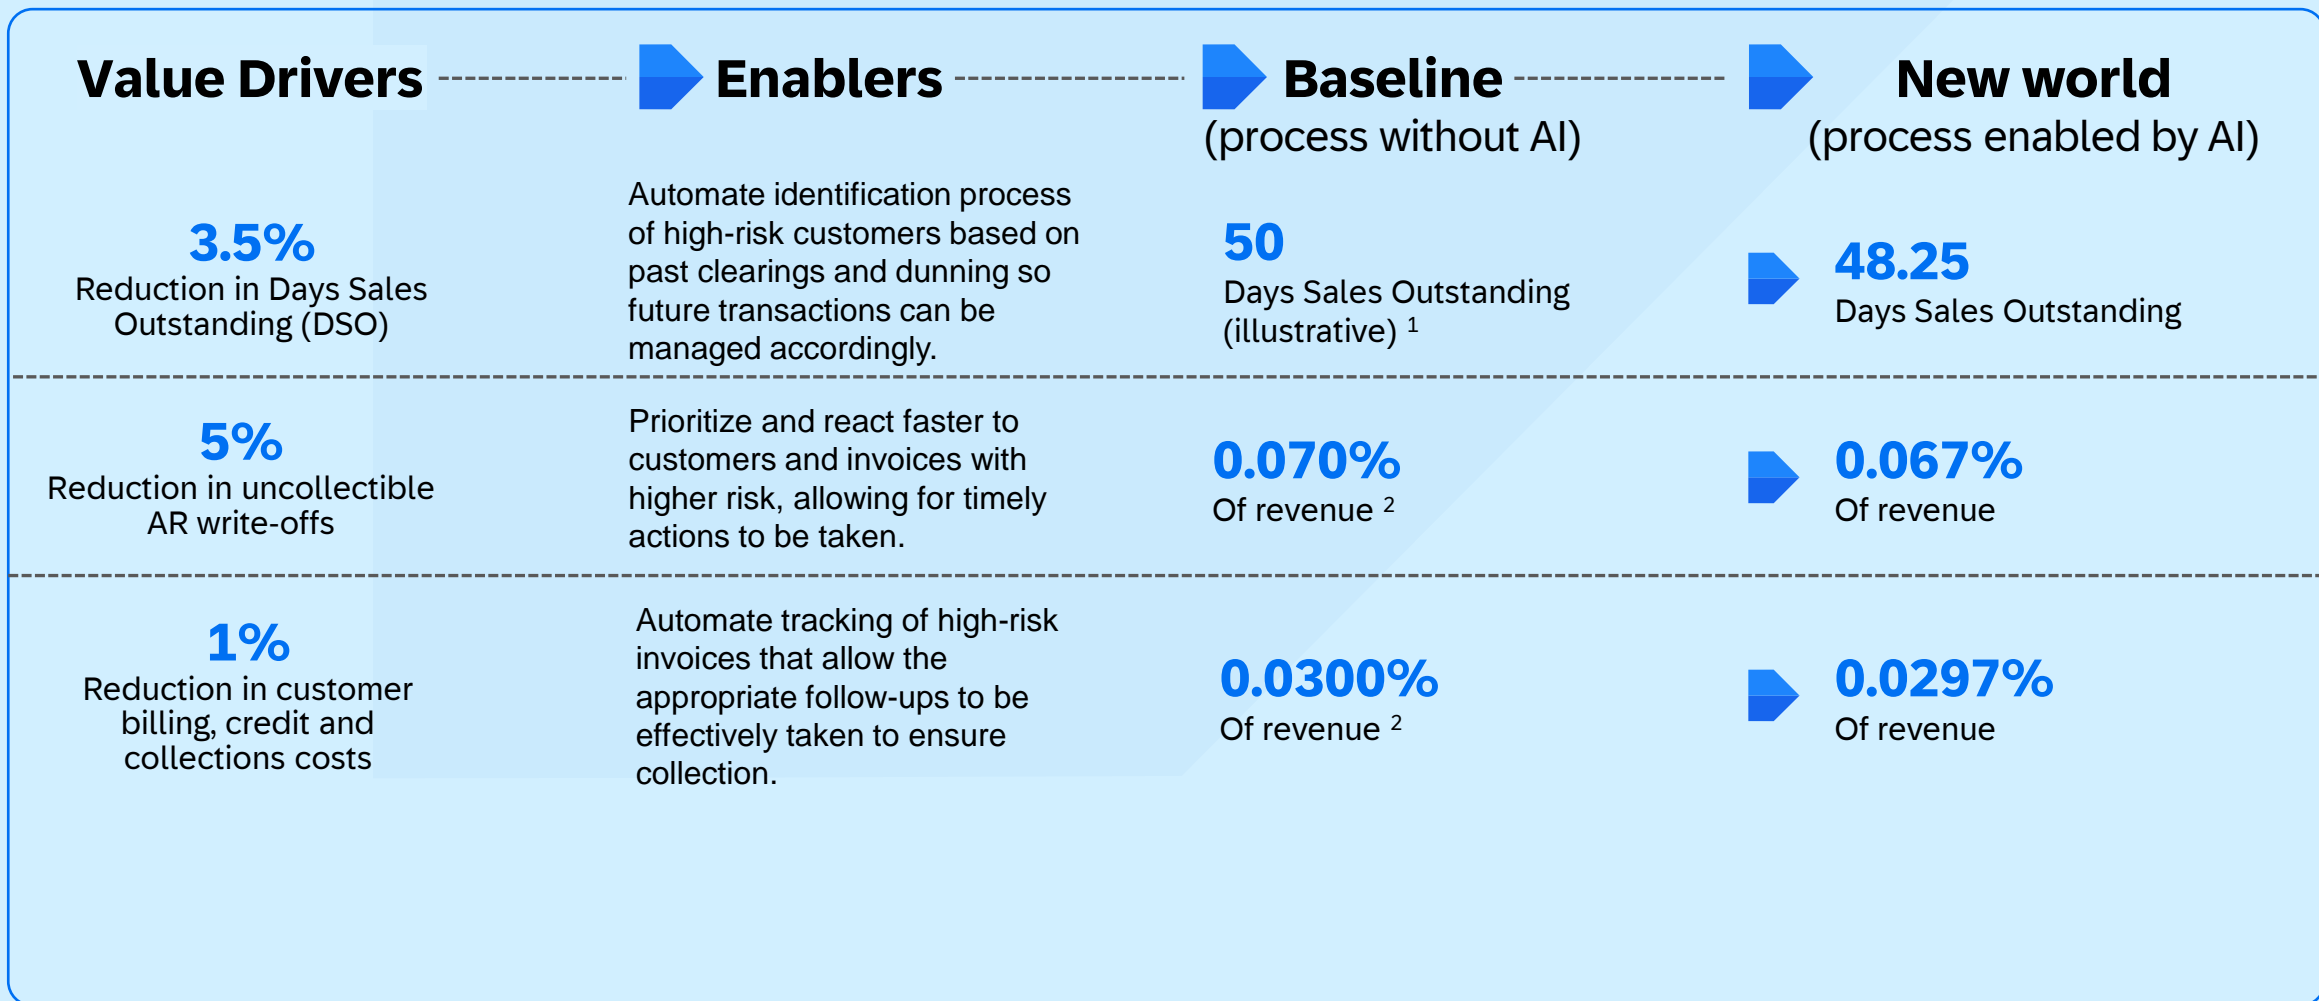 Value Drivers
Enablers
Baseline
(process without AI)
New world
(process enabled by AI)
3.5%
Reduction in Days Sales
Outstanding (DSO)
Automate identification process
of high-risk customers based on
past clearings and dunning so
future transactions can be
managed accordingly.
50
Days Sales Outstanding
(illustrative) 1
48.25
Days Sales Outstanding
5%
Reduction in uncollectible
AR write-offs
Prioritize and react faster to
customers and invoices with
higher risk, allowing for timely
actions to be taken.
0.070%
Of revenue 2
0.067%
Of revenue
1%
Reduction in customer
billing, credit and
collections costs
Automate tracking of high-risk
invoices that allow the
appropriate follow-ups to be
effectively taken to ensure
collection.
0.0300%
Of revenue 2
0.0297%
Of revenue